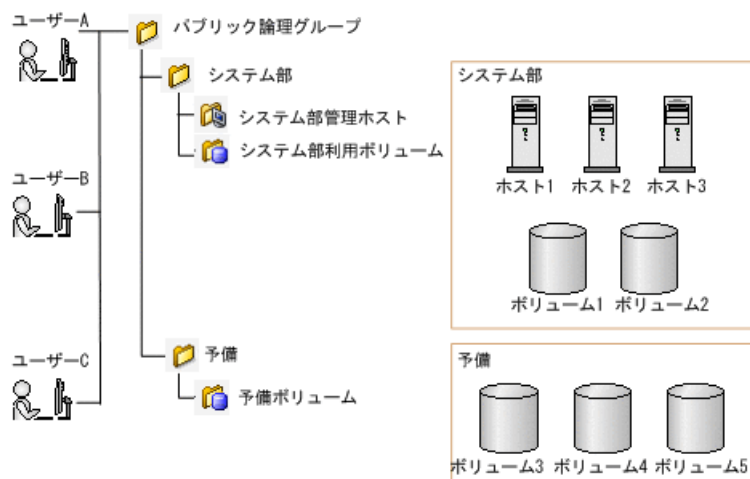 ユーザーA
パブリック論理グループ
システム部
システム部管理ホスト
システム部利用ボリューム
ユーザーB
ユーザーC
予備
予備ボリューム
システム部
ホスト1 ホスト2 ホスト3
ボリューム1 ボリューム2
予備
ボリューム3 ボリューム4 ボリューム5